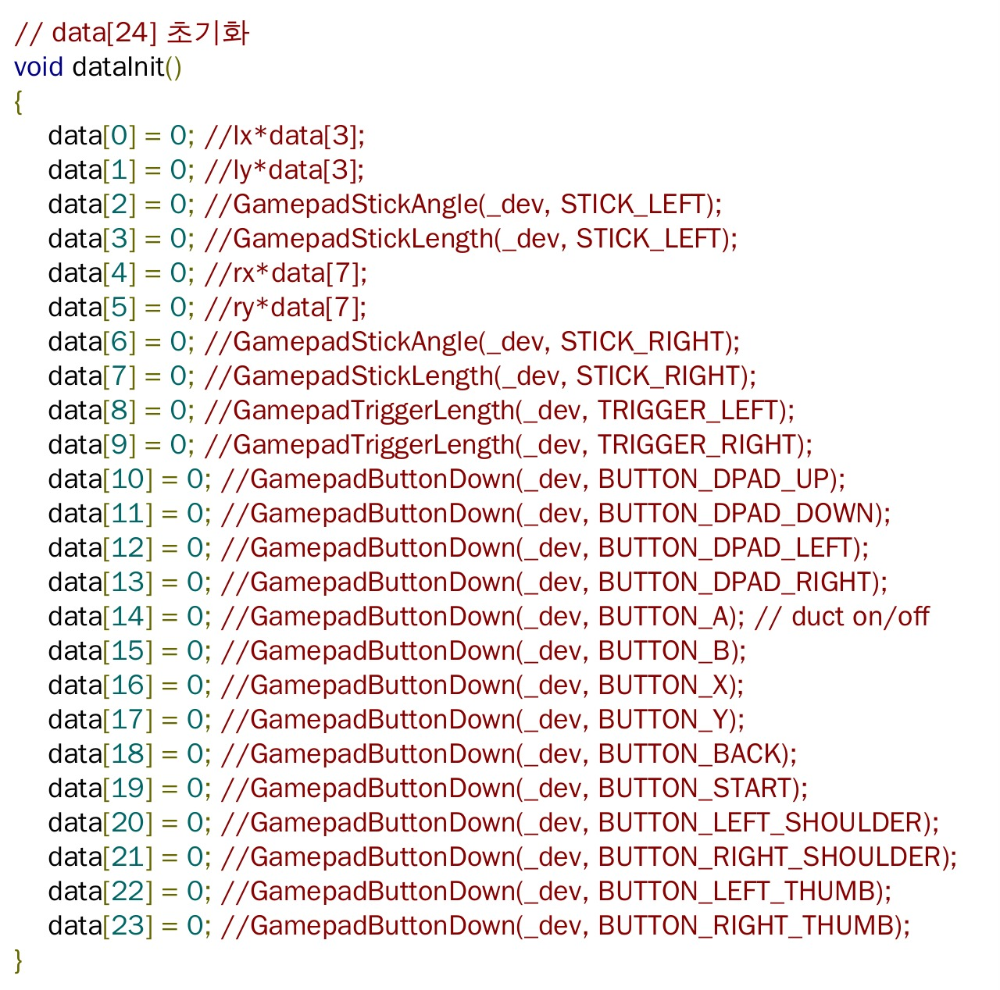 // data[24] 초기화
void dataInit()
{
data[0] = 0; //lx*data[3];
data[1] = 0; //ly*data[3];
data[2] = 0; //GamepadStickAngle(_dev, STICK_LEFT);
data[3] = 0; //GamepadStickLength(_dev, STICK_LEFT);
data[4] = 0; //rx*data[7];
data[5] = 0; //ry*data[7];
data[6] = 0; //GamepadStickAngle(_dev, STICK_RIGHT);
data[7] = 0; //GamepadStickLength(_dev, STICK_RIGHT);
data[8] = 0; //GamepadTriggerLength(_dev, TRIGGER_LEFT);
data[9] = 0; //GamepadTriggerLength(_dev, TRIGGER_RIGHT);
data[10] = 0; //GamepadButtonDown(_dev, BUTTON_DPAD_UP);
data[11] = 0; //GamepadButtonDown(_dev, BUTTON_DPAD_DOWN);
data[12] = 0; //GamepadButtonDown(_dev, BUTTON_DPAD_LEFT);
data[13] = 0; //GamepadButtonDown(_dev, BUTTON_DPAD_RIGHT);
data[14] = 0; //GamepadButtonDown(_dev, BUTTON_A); // duct on/off
data[15] = 0; //GamepadButtonDown(_dev, BUTTON_B);
data[16] = 0; //GamepadButtonDown(_dev, BUTTON_X);
data[17] = 0; //GamepadButtonDown(_dev, BUTTON_Y);
data[18] = 0; //GamepadButtonDown(_dev, BUTTON_BACK);
data[19] = 0; //GamepadButtonDown(_dev, BUTTON_START);
data[20] = 0; //GamepadButtonDown(_dev, BUTTON_LEFT_SHOULDER);
data[21] = 0; //GamepadButtonDown(_dev, BUTTON_RIGHT_SHOULDER);
data[22] = 0; //GamepadButtonDown(_dev, BUTTON_LEFT_THUMB);
data[23] = 0; //GamepadButtonDown(_dev, BUTTON_RIGHT_THUMB);
}